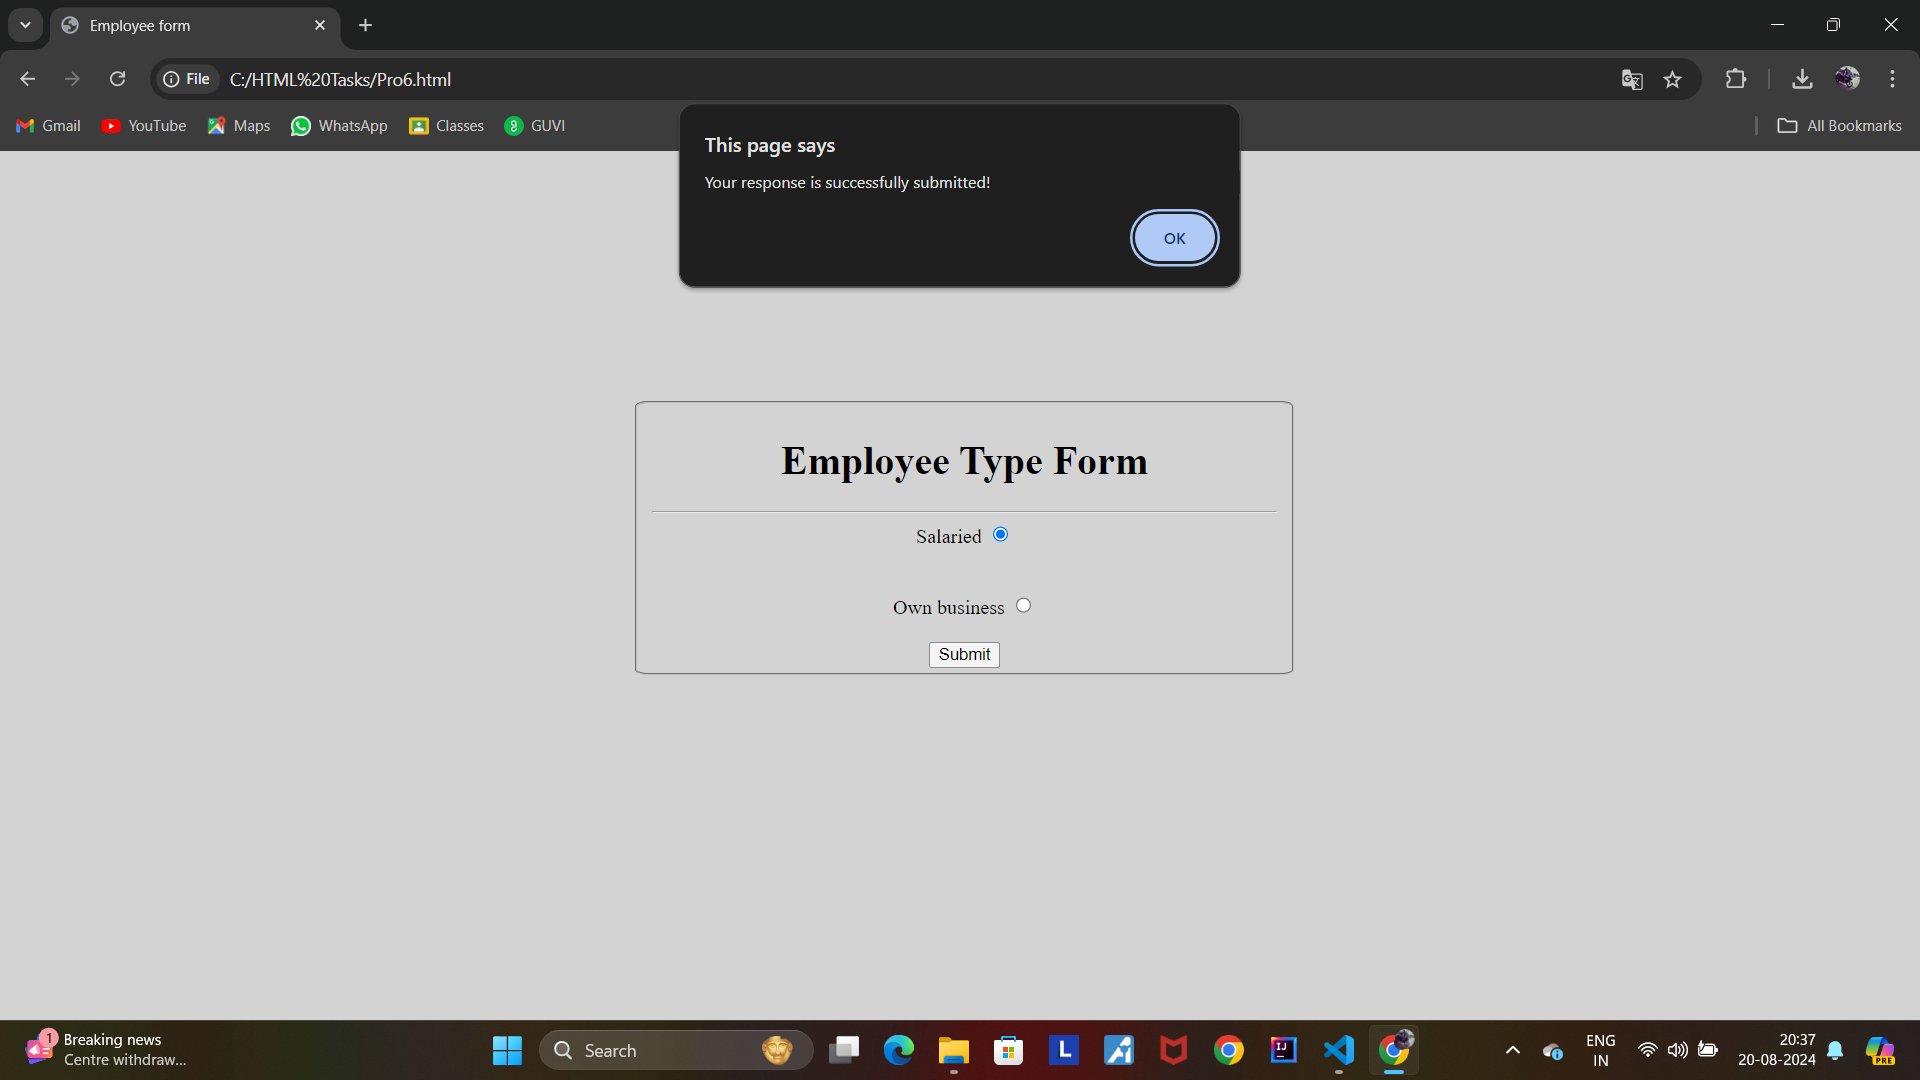 Employee form
File
C:/HTML%20Tasks/Pro6.html
Gmail
YouTube
Maps
WhatsApp
Classes
GUVI
All Bookmarks
This page says
Your response is successfully submitted!
OK
Employee Type Form
Salaried
Own business
Submit
1
Breaking news
Centre withdraw...
Search
L
IJ
PRE
ENG
IN
20:37
20-08-2024